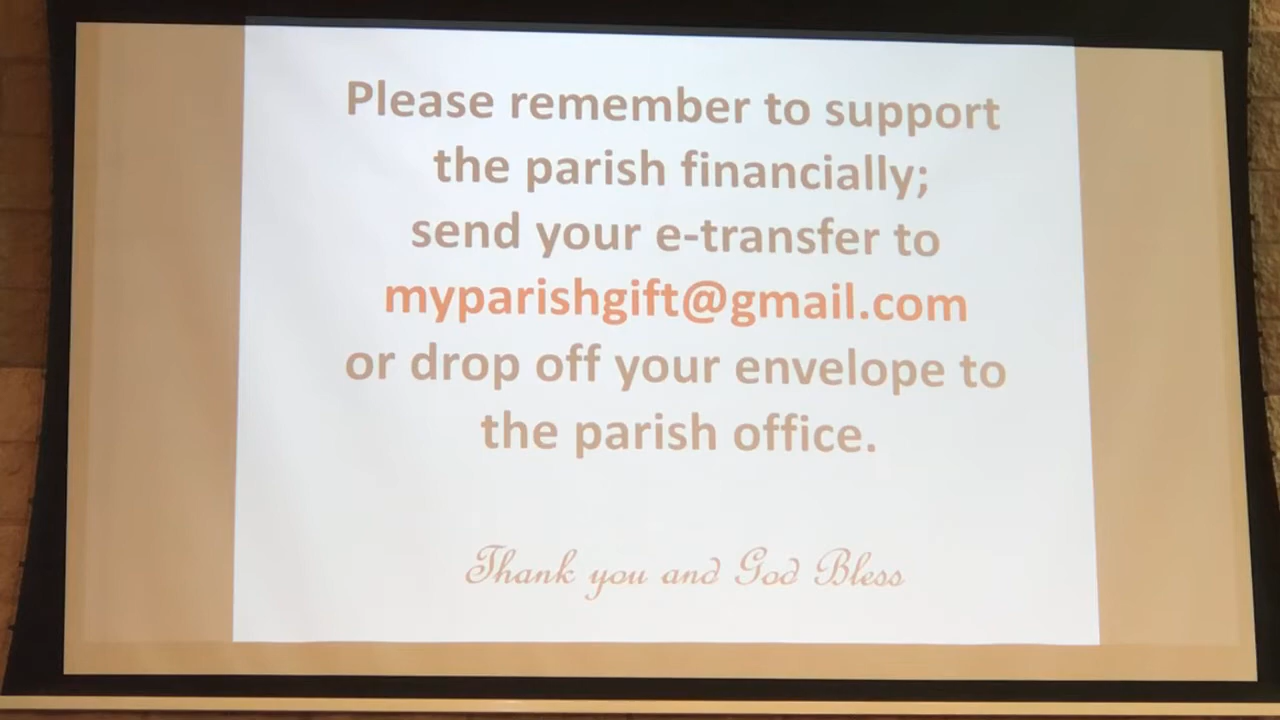 Please remember to support
the parish financially;
send your e-transfer to
myparishgift@gmail.com
or drop off your envelope to
the parish office.
Thank you and God Bless